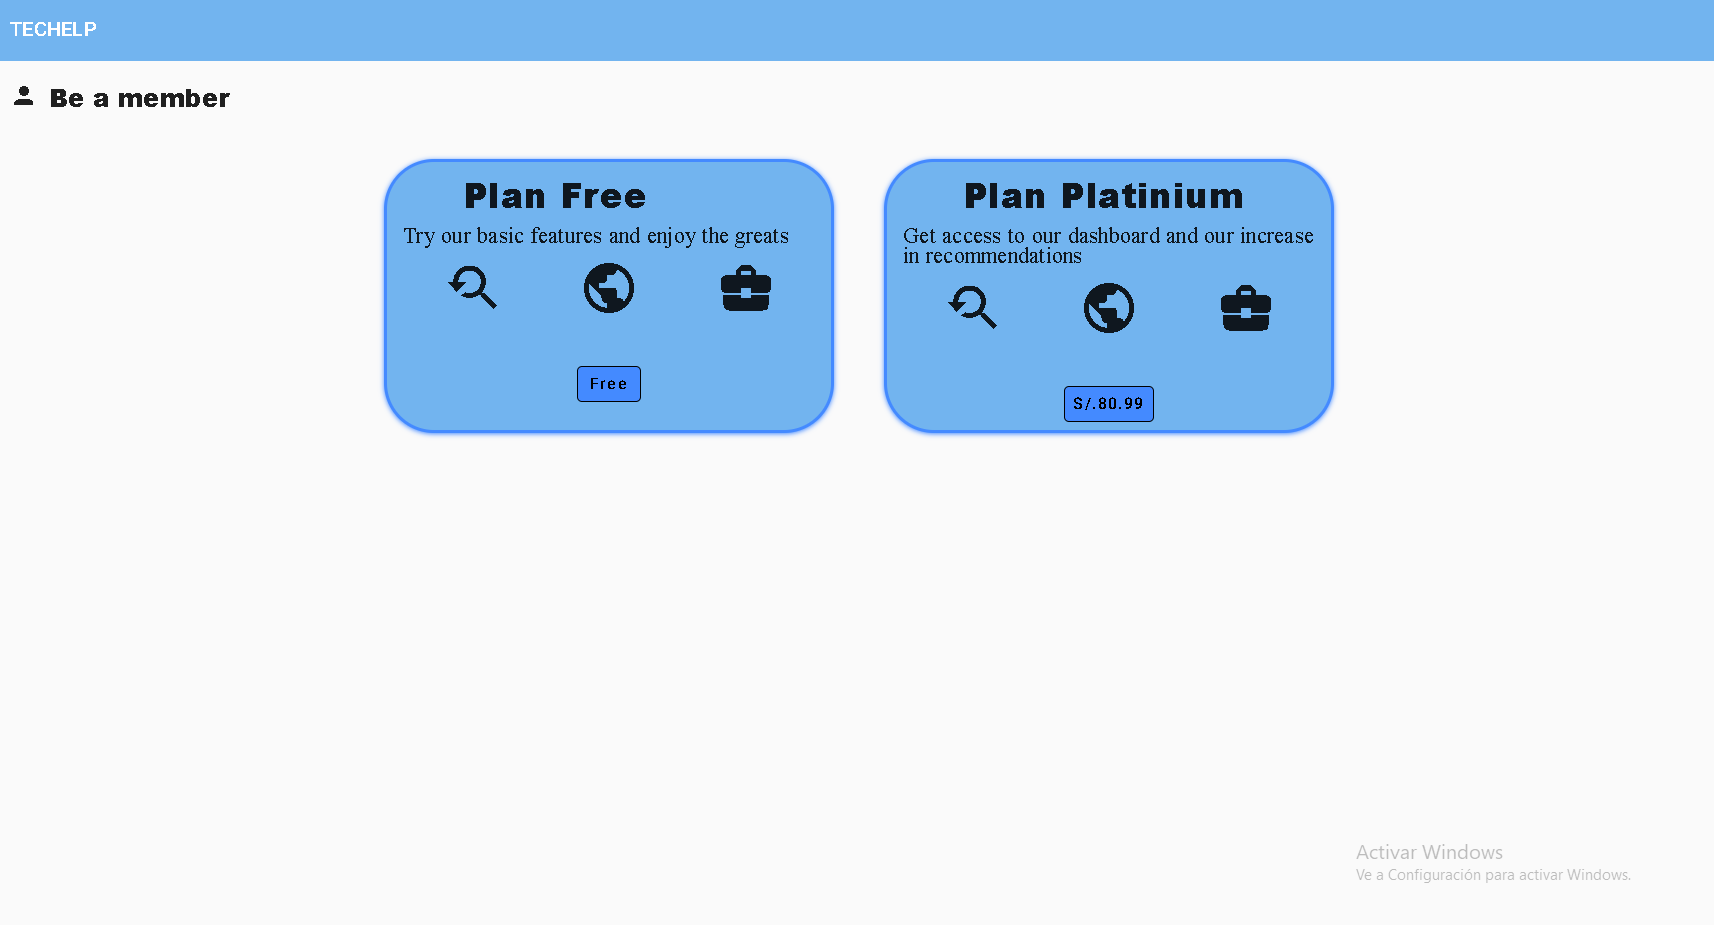 TECHELP
Be a member
Plan Free
Try our basic features and enjoy the greats
Free
Plan Platinium
Get access to our dashboard and our increase
in recommendations
S/.80.99
Activar Windows
Ve a Configuración para activar Windows.